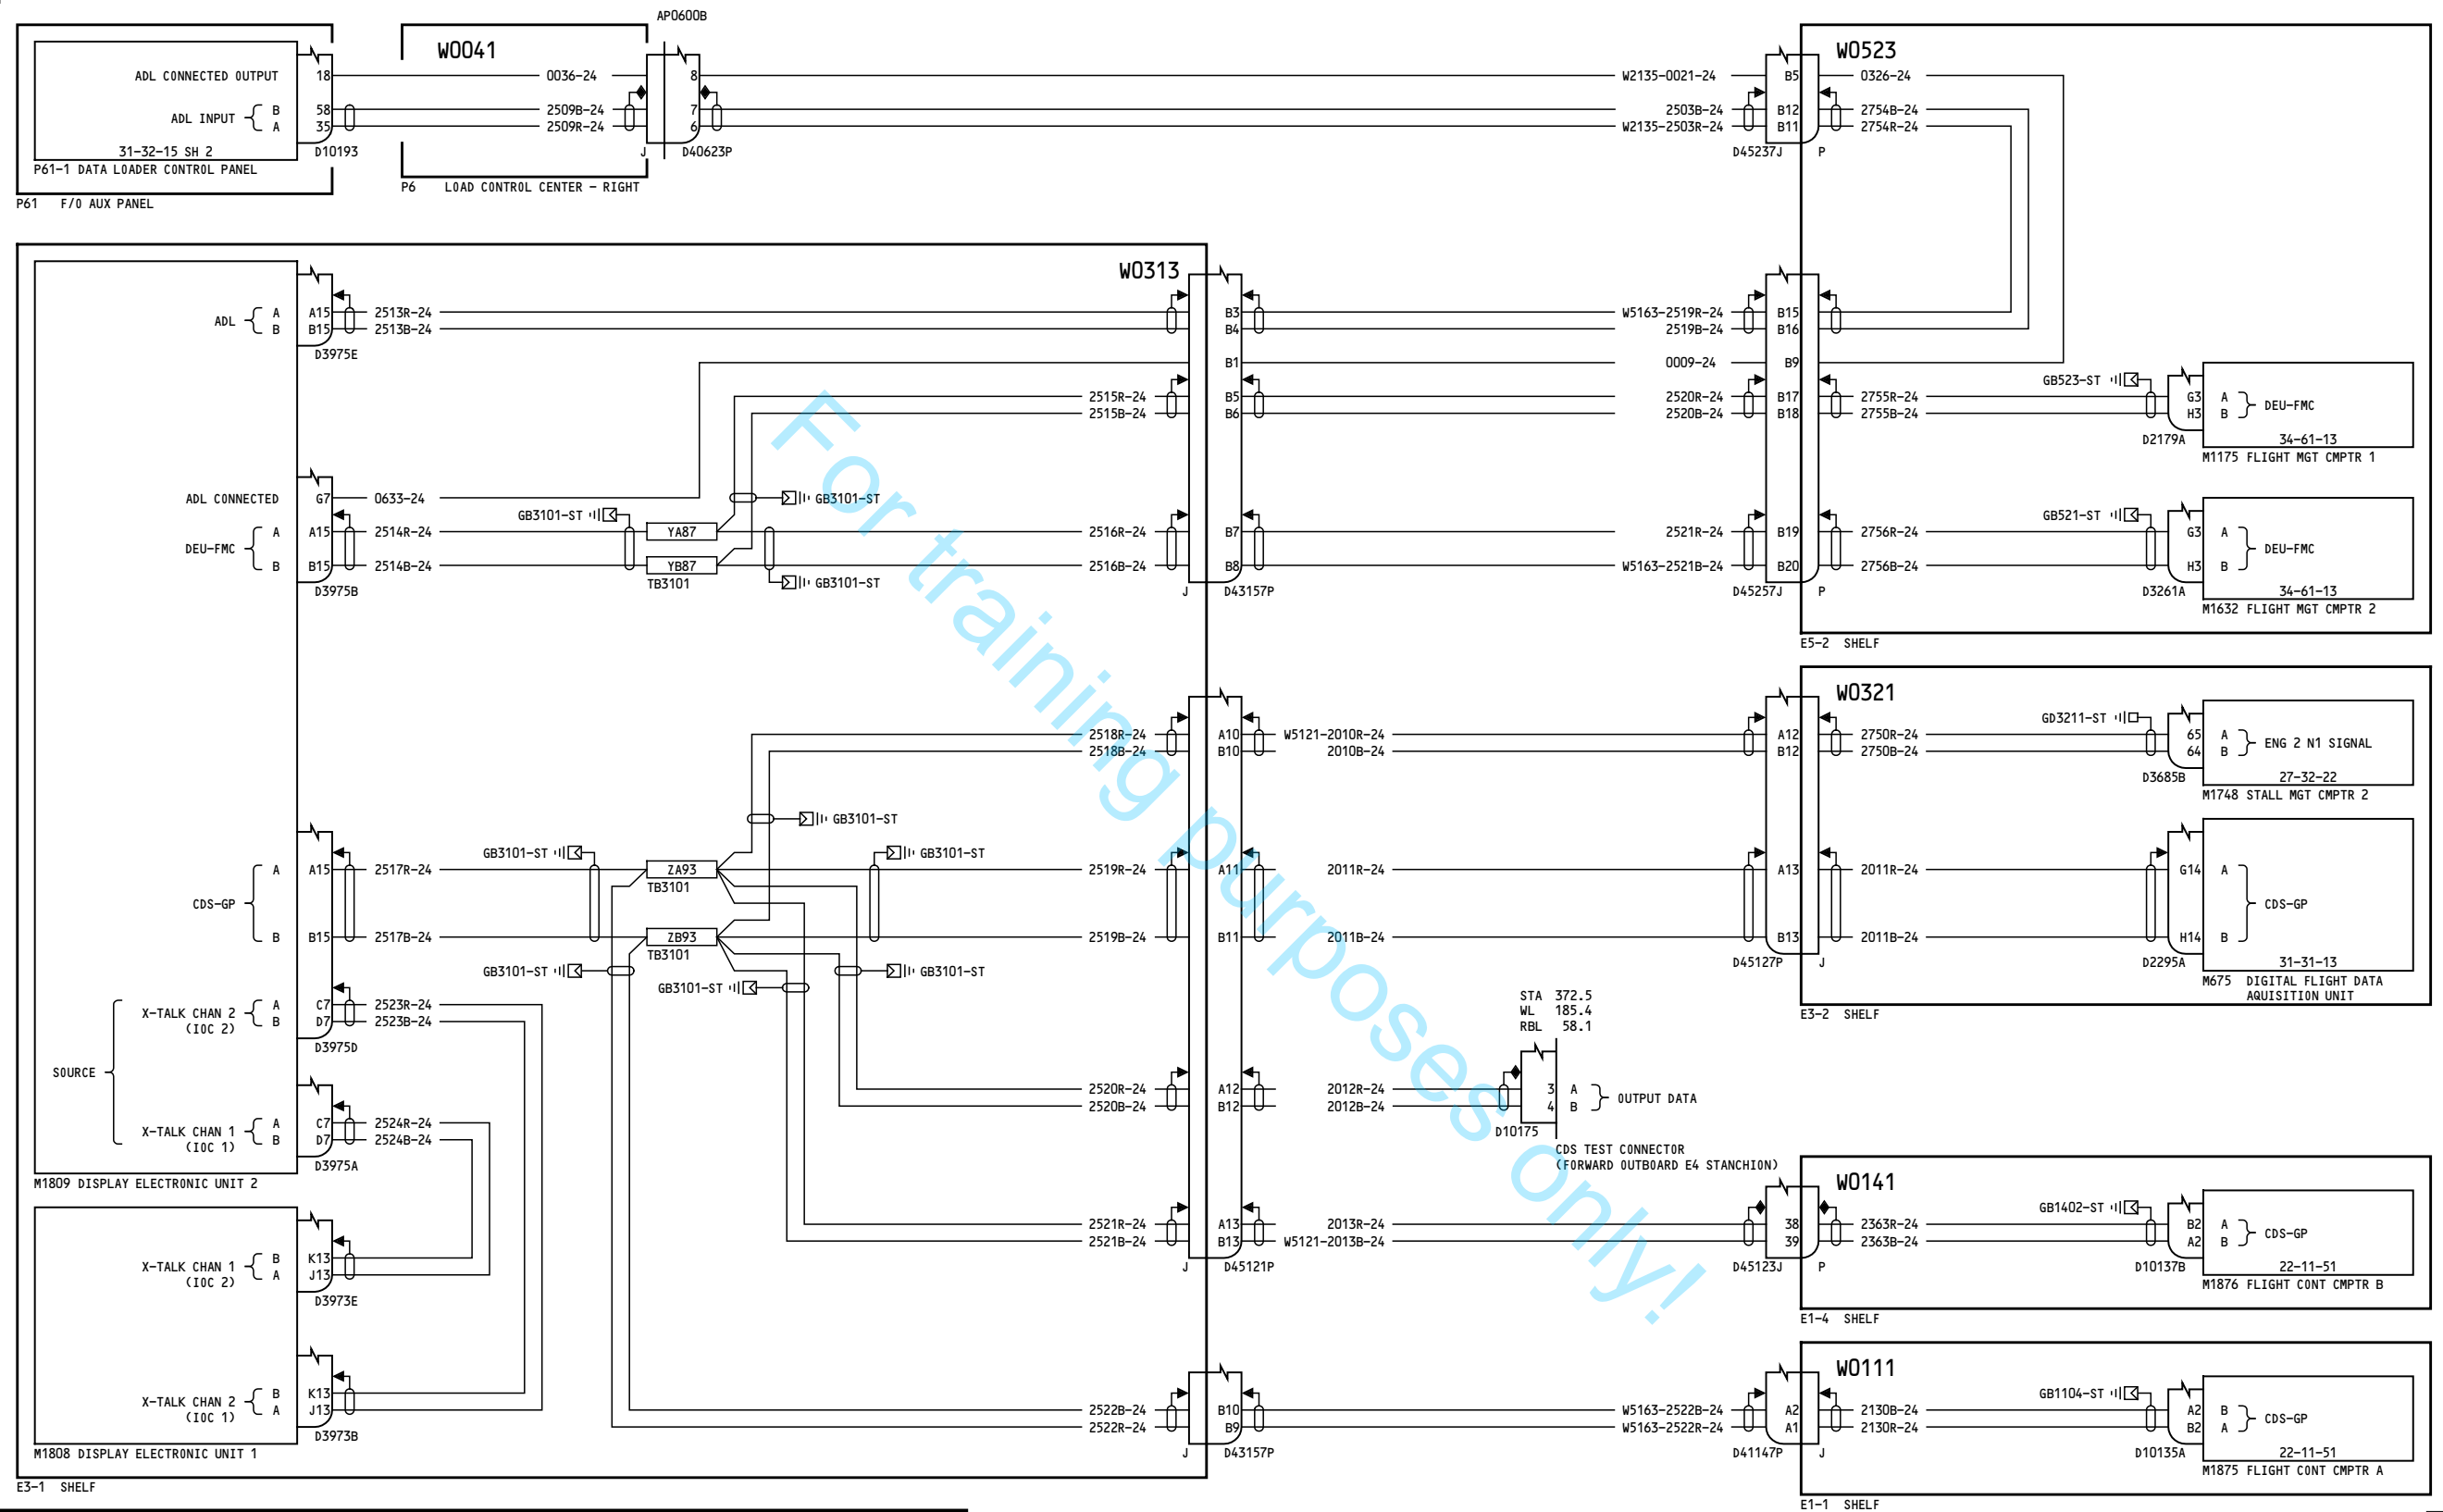 AP0600B
W0041
W0523
ADL CONNECTED OUTPUT 18 0036-24 8 W2135-0021-24 B5 0326-24
ADL INPUT B 58 2509B-24 7 2503B-24 B12 2754B-24
A 35 2509R-24 6 W2135-2503R-24 B11 2754R-24
31-32-15 SH 2 D10193 J D40623P D45237J P
P61-1 DATA LOADER CONTROL PANEL
P6 LOAD CONTROL CENTER - RIGHT
P61 F/O AUX PANEL
W0313
ADL A A15 2513R-24 B3 W5163-2519R-24 B15
B B15 2513B-24 B4 2519B-24 B16
D3975E
B1 0009-24 B9
GB523-ST
2515R-24 B5 2520R-24 B17 2755R-24 G3 A
DEU-FMC
2515B-24 B6 2520B-24 B18 2755B-24 H3 B
D2179A 34-61-13
M1175 FLIGHT MGT CMPTR 1
ADL CONNECTED G7 0633-24 GB3101-ST
GB3101-ST GB521-ST
DEU-FMC A A15 2514R-24 YA87 2516R-24 B7 2521R-24 B19 2756R-24 G3 A
DEU-FMC
B B15 2514B-24 YB87 2516B-24 B8 W5163-2521B-24 B20 2756B-24 H3 B
TB3101 GB3101-ST
D3975B J D43157P D45257J P D3261A 34-61-13
M1632 FLIGHT MGT CMPTR 2
E5-2 SHELF
W0321
GD3211-ST
2518R-24 A10 W5121-2010R-24 A12 2750R-24 65 A
ENG 2 N1 SIGNAL
2518B-24 B10 2010B-24 B12 2750B-24 64 B
D3685B 27-32-22
M1748 STALL MGT CMPTR 2
GB3101-ST
GB3101-ST GB3101-ST
A A15 2517R-24 ZA93 2519R-24 A11 2011R-24 A13 2011R-24 G14 A
TB3101
CDS-GP CDS-GP
B B15 2517B-24 ZB93 2519B-24 B11 2011B-24 B13 2011B-24 H14 B
TB3101
D45127P J D2295A 31-31-13
GB3101-ST GB3101-ST
GB3101-ST
M675 DIGITAL FLIGHT DATA
AQUISITION UNIT
E3-2 SHELF
STA 372.5
WL 185.4
RBL 58.1
X-TALK CHAN 2 A C7 2523R-24
(IOC 2) B D7 2523B-24
D3975D
SOURCE
2520R-24 A12 2012R-24 3 A
OUTPUT DATA
2520B-24 B12 2012B-24 4 B
D10175
CDS TEST CONNECTOR
(FORWARD OUTBOARD E4 STANCHION)
X-TALK CHAN 1 A C7 2524R-24
(IOC 1) B D7 2524B-24
D3975A
M1809 DISPLAY ELECTRONIC UNIT 2
W0141
GB1402-ST
2521R-24 A13 2013R-24 38 2363R-24 B2 A
CDS-GP
2521B-24 B13 W5121-2013B-24 39 2363B-24 A2 B
J D45121P D45123J P D10137B 22-11-51
M1876 FLIGHT CONT CMPTR B
E1-4 SHELF
X-TALK CHAN 1 B K13
(IOC 2) A J13
D3973E
W0111
GB1104-ST
X-TALK CHAN 2 B K13
(IOC 1) A J13
D3973B
2522B-24 B10 W5163-2522B-24 A2 2130B-24 A2 B
CDS-GP
2522R-24 B9 W5163-2522R-24 A1 2130R-24 B2 A
J D43157P D41147P J D10135A 22-11-51
M1808 DISPLAY ELECTRONIC UNIT 1
M1875 FLIGHT CONT CMPTR A
E3-1 SHELF
E1-1 SHELF
For training purposes only!